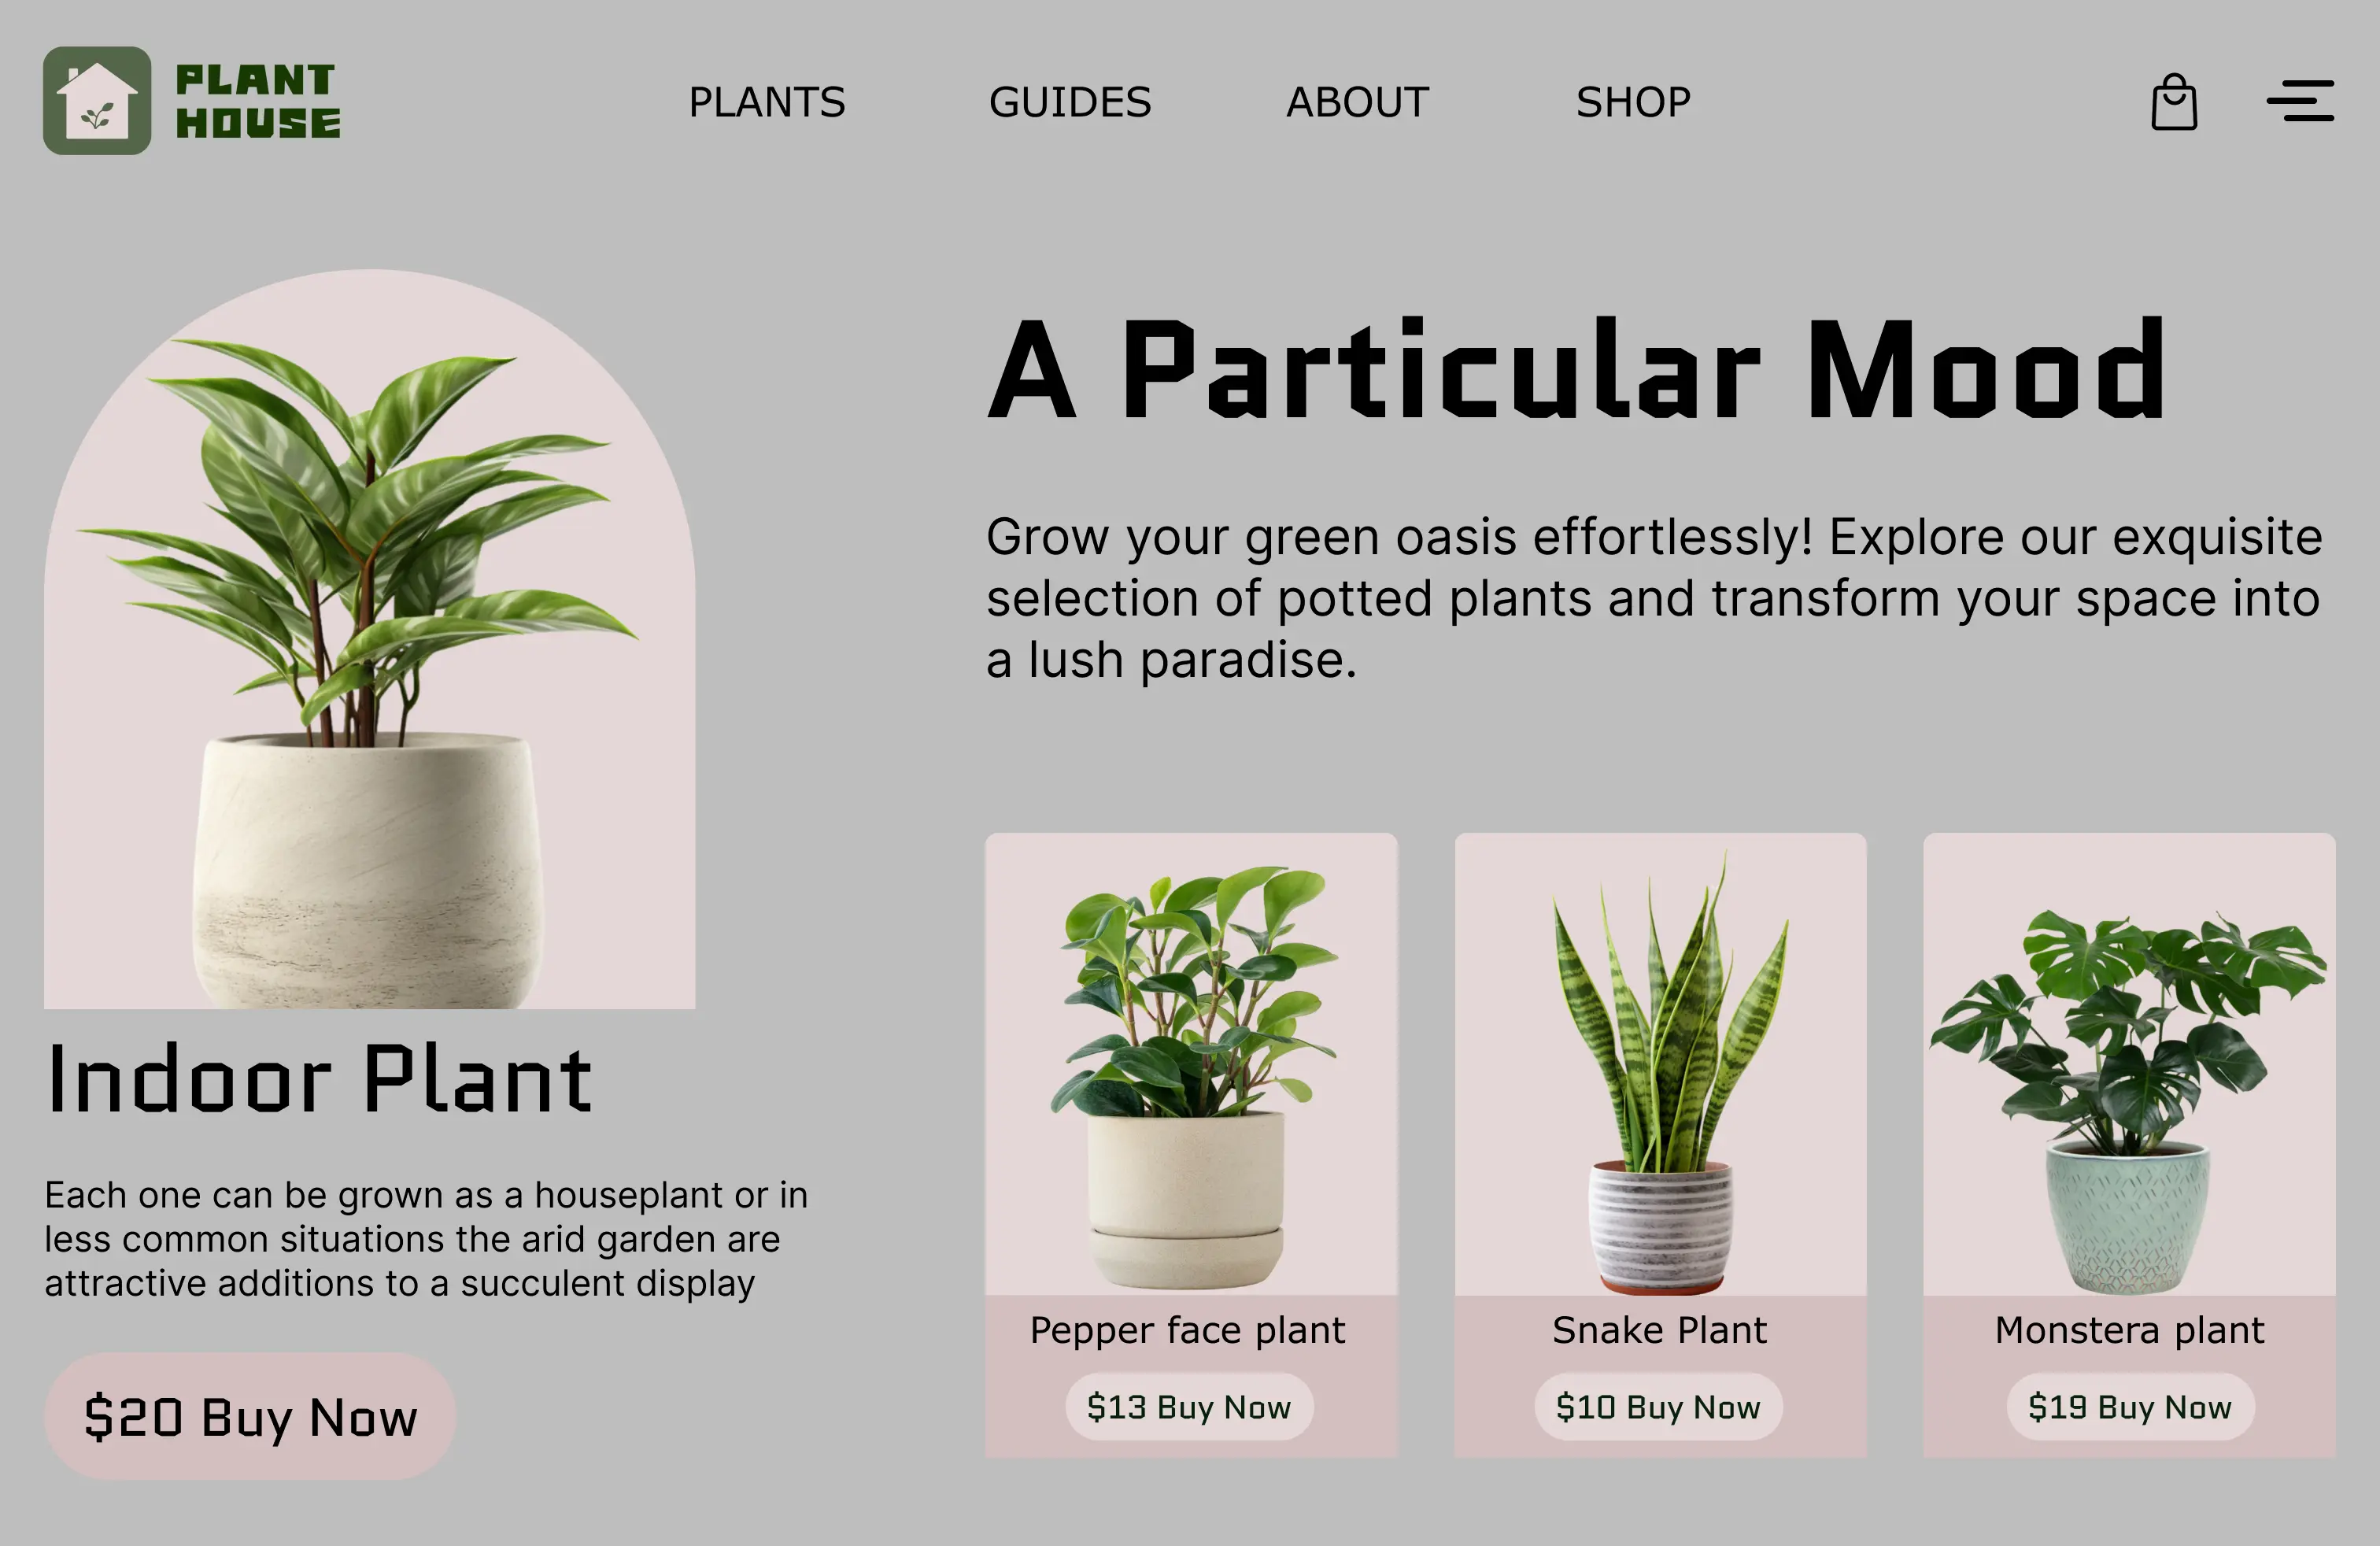 PLANT
HOUSE
PLANTS
GUIDES
ABOUT
SHOP
A Particular Mood
Grow your green oasis effortlessly! Explore our exquisite
selection of potted plants and transform your space into
a lush paradise.
Indoor Plant
Each one can be grown as a houseplant or in
less common situations the arid garden are
attractive additions to a succulent display
$20 Buy Now
Pepper face plant
$13 Buy Now
Snake Plant
$10 Buy Now
Monstera plant
$19 Buy Now